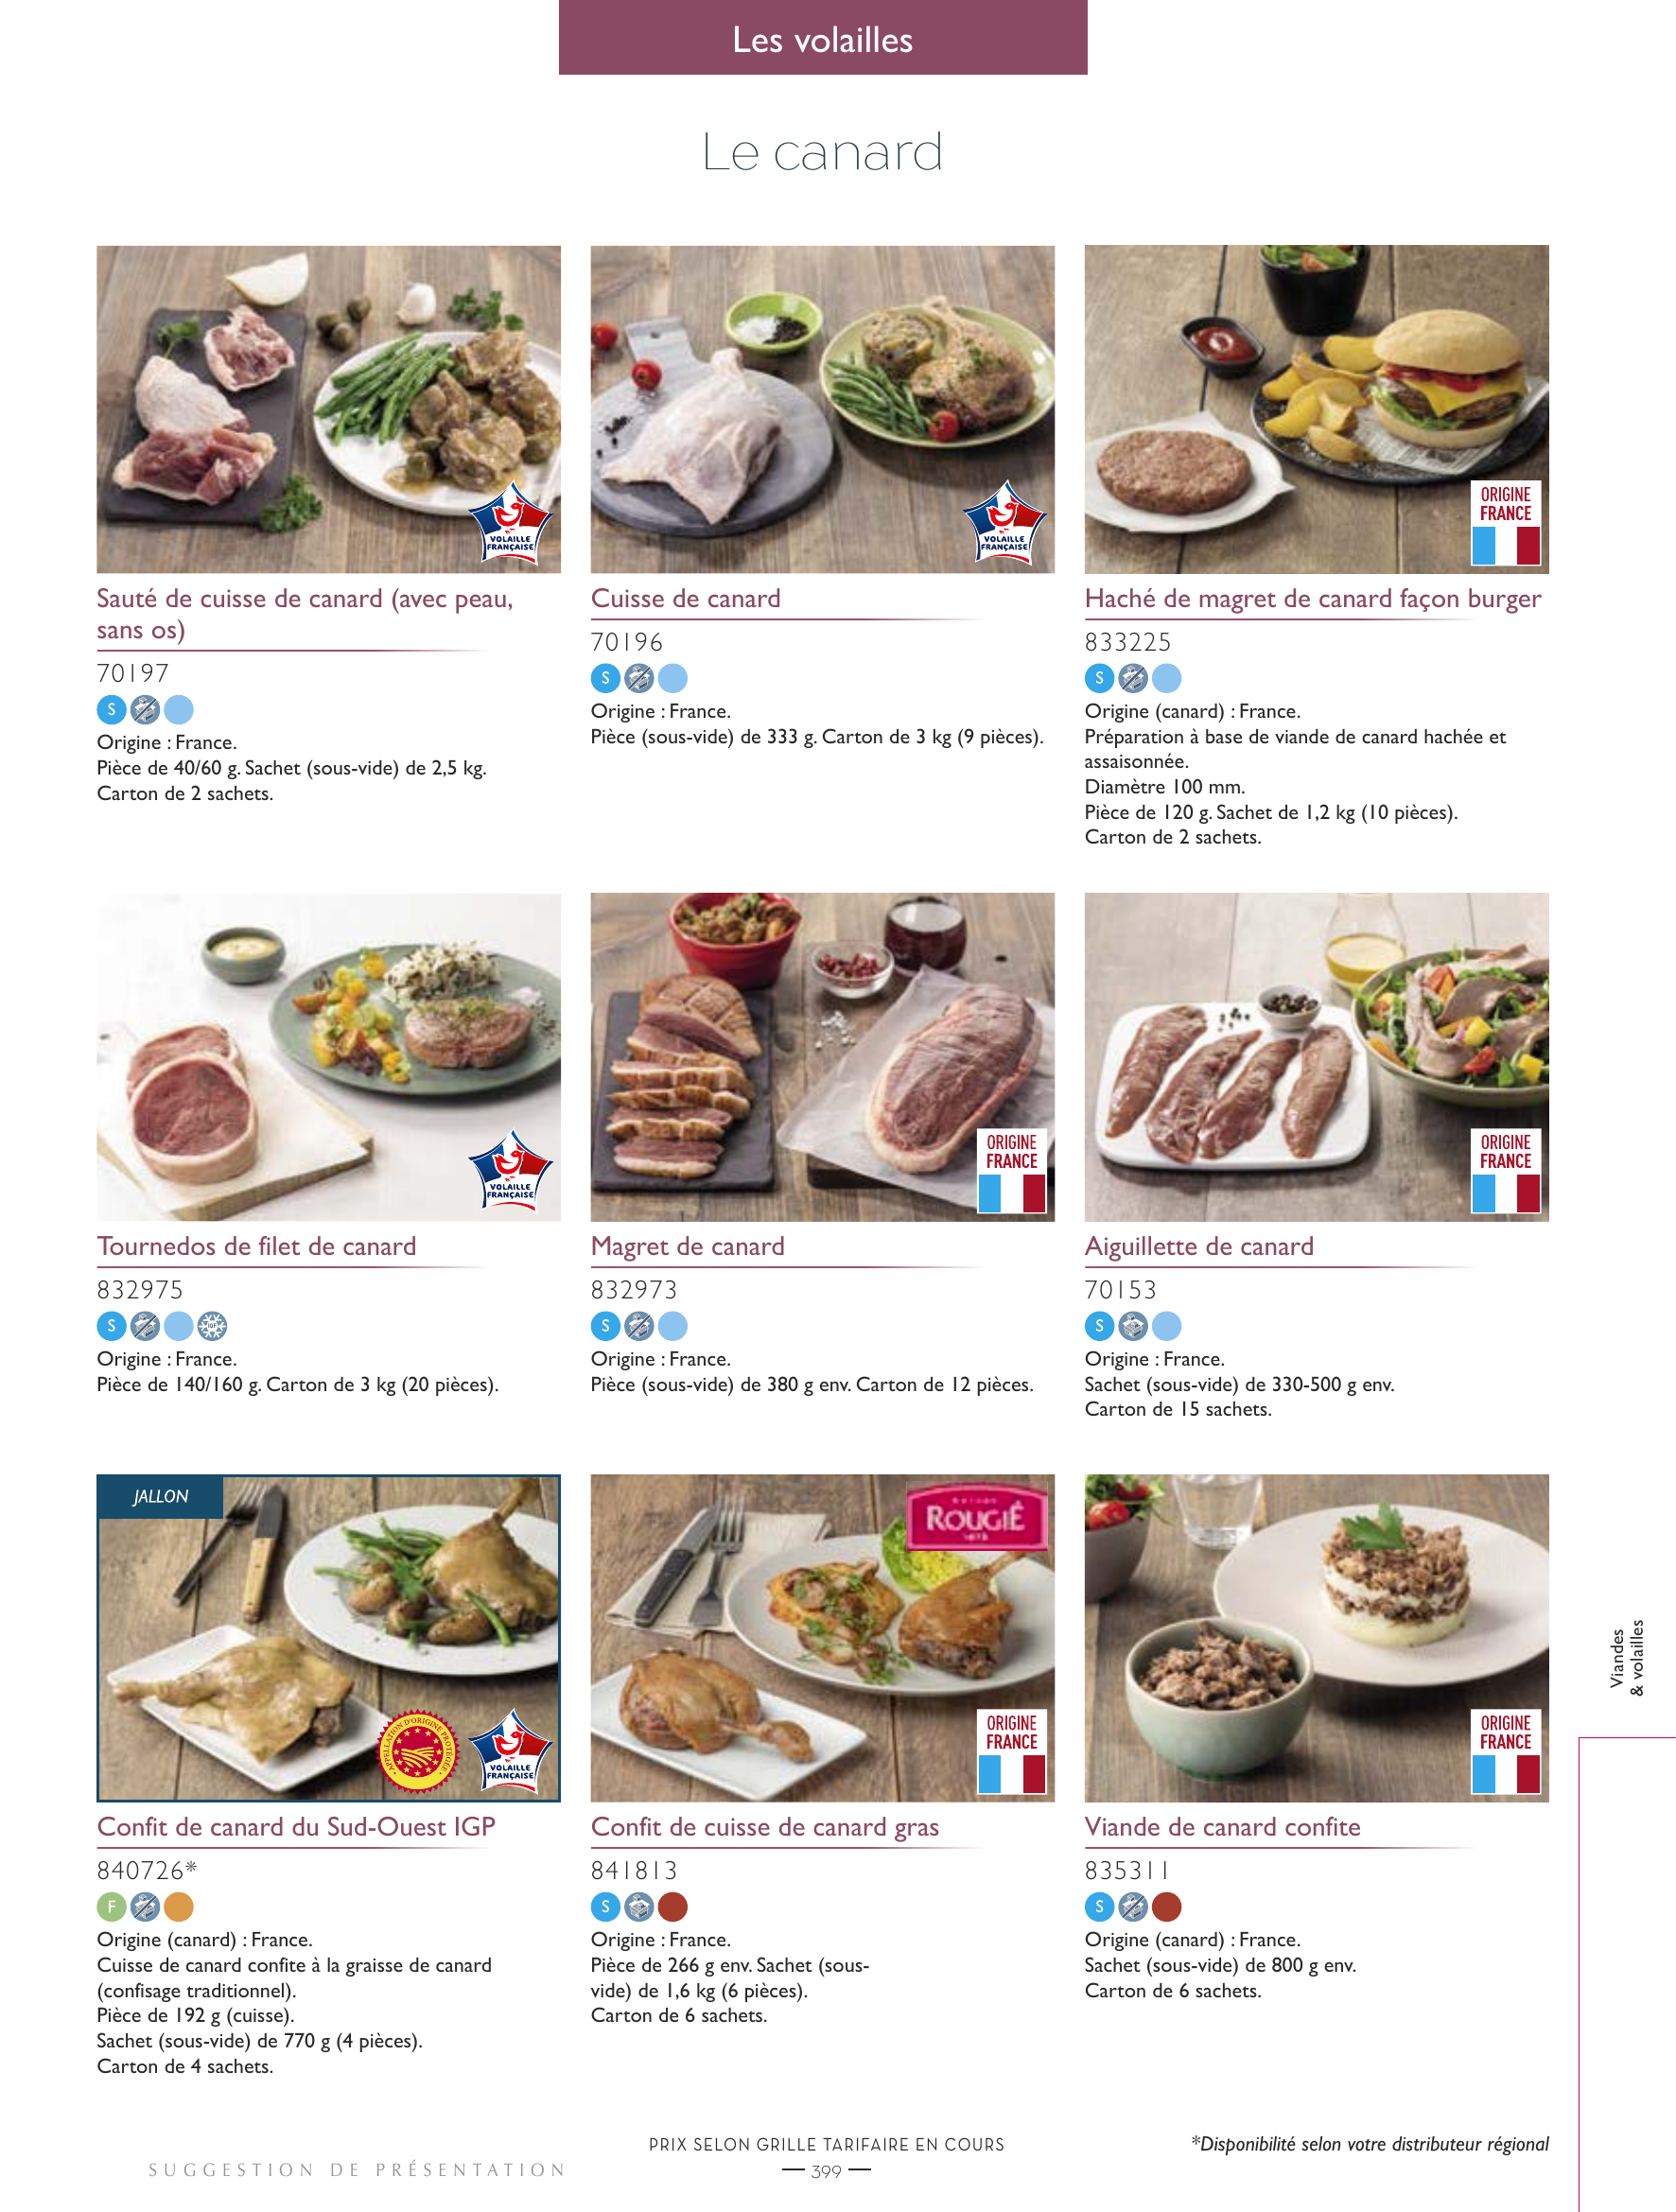 Les volailles
Le canard
VOLAILLE
FRANÇAISE
VOLAILLE
FRANÇAISE
ORIGINE
FRANCE
Sauté de cuisse de canard (avec peau,
sans os)
70197
S
Origine : France.
Pièce de 40/60 g. Sachet (sous-vide) de 2,5 kg.
Carton de 2 sachets.
Cuisse de canard
70196
S
Origine : France.
Pièce (sous-vide) de 333 g. Carton de 3 kg (9 pièces).
Haché de magret de canard façon burger
833225
S
Origine (canard) : France.
Préparation à base de viande de canard hachée et
assaisonnée.
Diamètre 100 mm.
Pièce de 120 g. Sachet de 1,2 kg (10 pièces).
Carton de 2 sachets.
VOLAILLE
FRANÇAISE
ORIGINE
FRANCE
ORIGINE
FRANCE
Tournedos de filet de canard
832975
S
Origine : France.
Pièce de 140/160 g. Carton de 3 kg (20 pièces).
Magret de canard
832973
S
Origine : France.
Pièce (sous-vide) de 380 g env. Carton de 12 pièces.
Aiguillette de canard
70153
S
Origine : France.
Sachet (sous-vide) de 330-500 g env.
Carton de 15 sachets.
JALLON
APPELLATION D'ORIGINE PROTÉGÉE
VOLAILLE
FRANÇAISE
ROUGIÉ
ORIGINE
FRANCE
ORIGINE
FRANCE
Confit de canard du Sud-Ouest IGP
840726*
F
Origine (canard) : France.
Cuisse de canard confite à la graisse de canard
(confisage traditionnel).
Pièce de 192 g (cuisse).
Sachet (sous-vide) de 770 g (4 pièces).
Carton de 4 sachets.
Confit de cuisse de canard gras
841813
S
Origine : France.
Pièce de 266 g env. Sachet (sous-
vide) de 1,6 kg (6 pièces).
Carton de 6 sachets.
Viande de canard confite
835311
S
Origine (canard) : France.
Sachet (sous-vide) de 800 g env.
Carton de 6 sachets.
Viandes
& volailles
PRIX SELON GRILLE TARIFAIRE EN COURS
*Disponibilité selon votre distributeur régional
SUGGESTION DE PRÉSENTATION
399